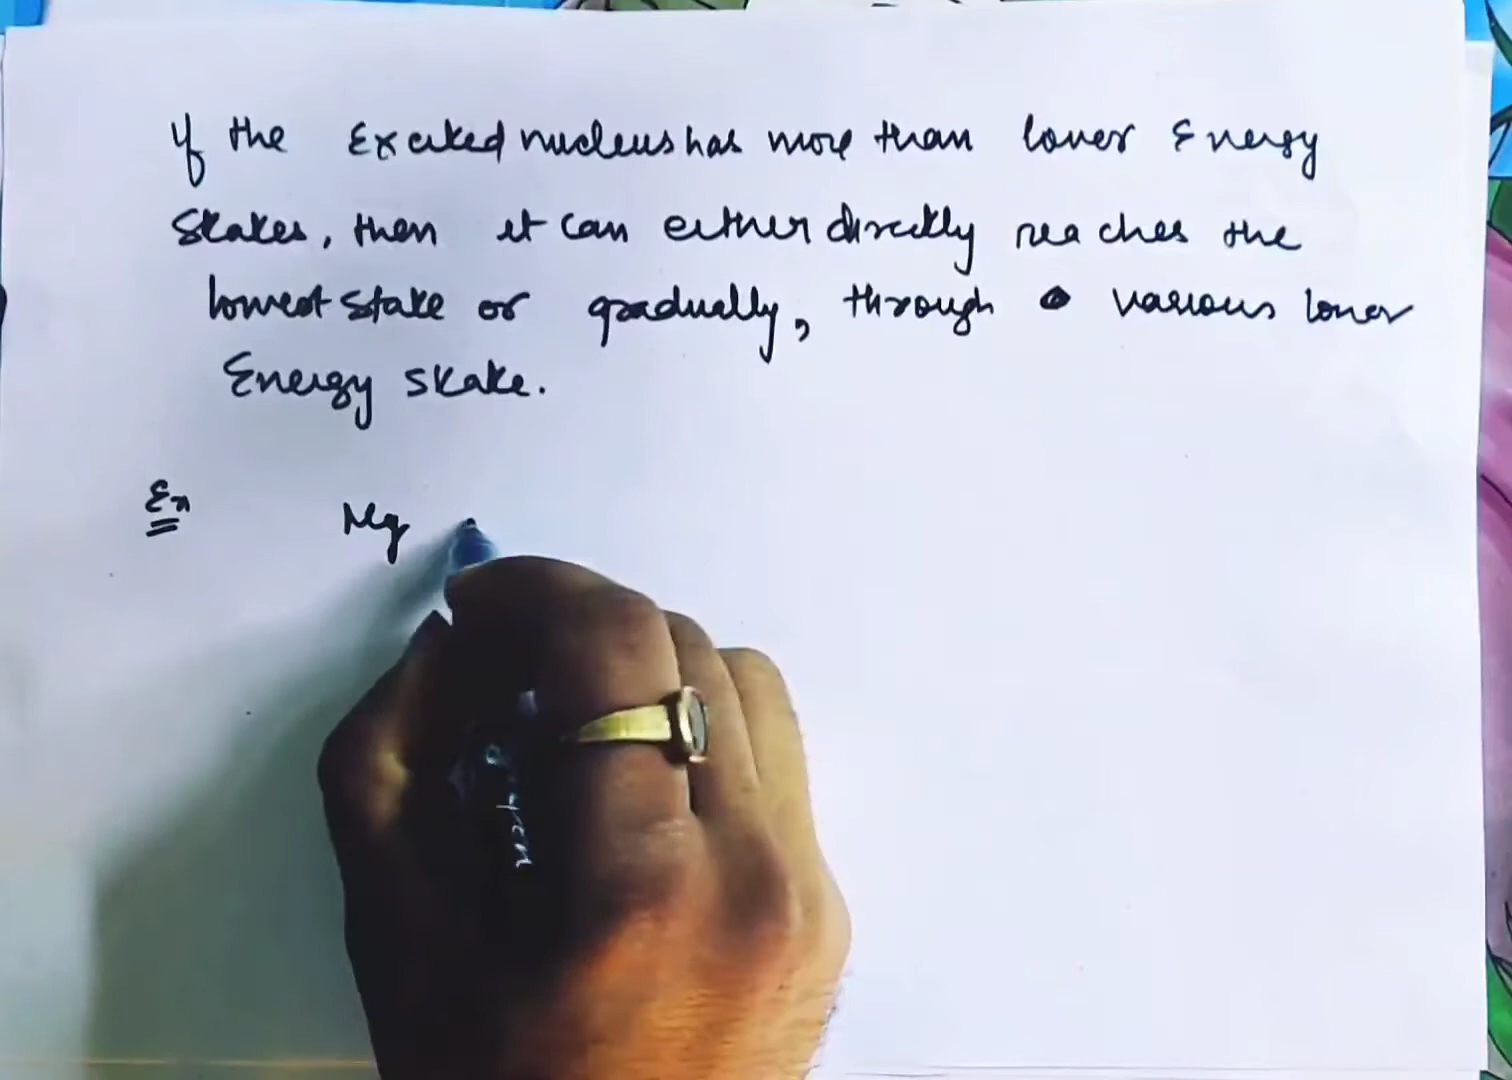 If the Excited nucleus has more than lower Energy
States, then it can either directly reaches the
lowest state or gradually, through various lower
Energy state.
Ex Mg